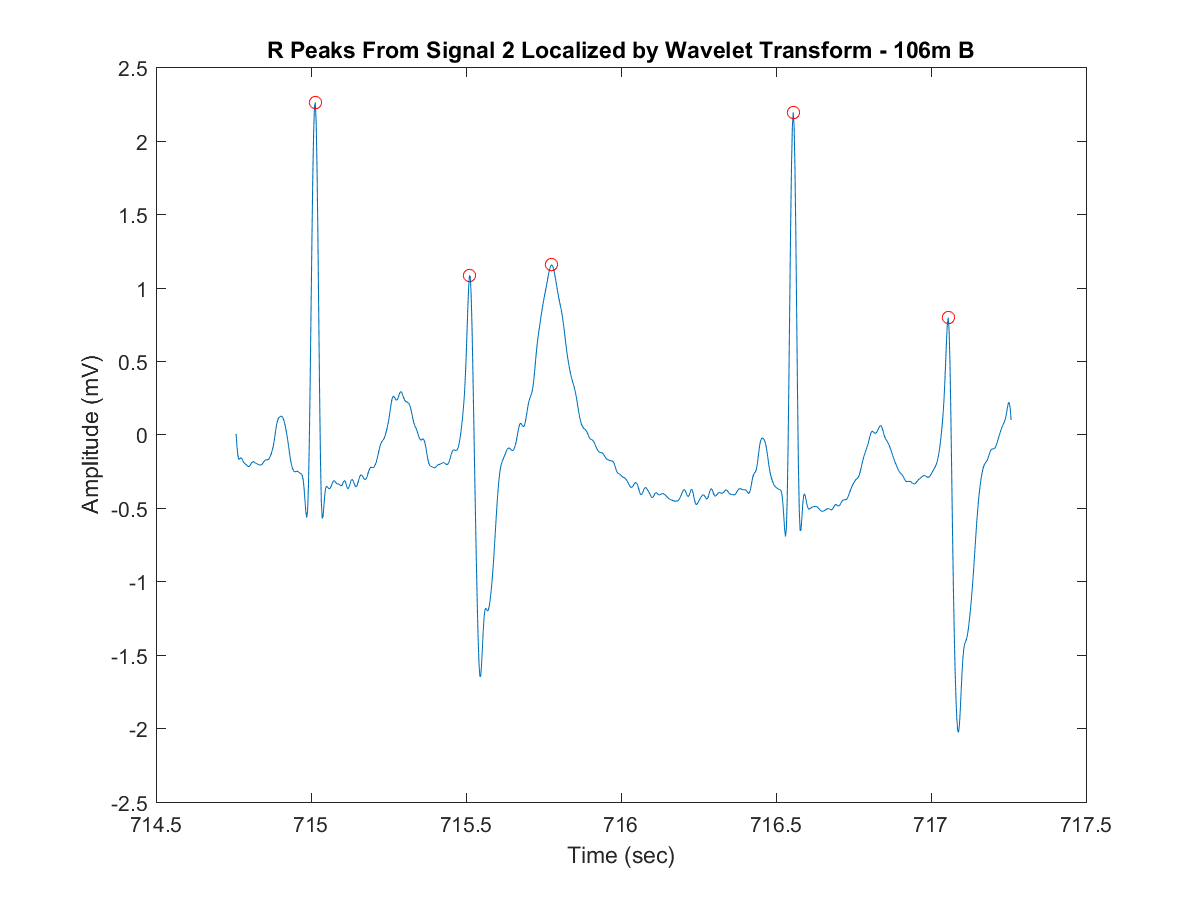 R Peaks From Signal 2 Localized by Wavelet Transform - 106m B
2.5
2
1.5
1
0.5
0
-0.5
-1
-1.5
-2
-2.5
Amplitude (mV)
714.5 715 715.5 716 716.5 717 717.5
Time (sec)